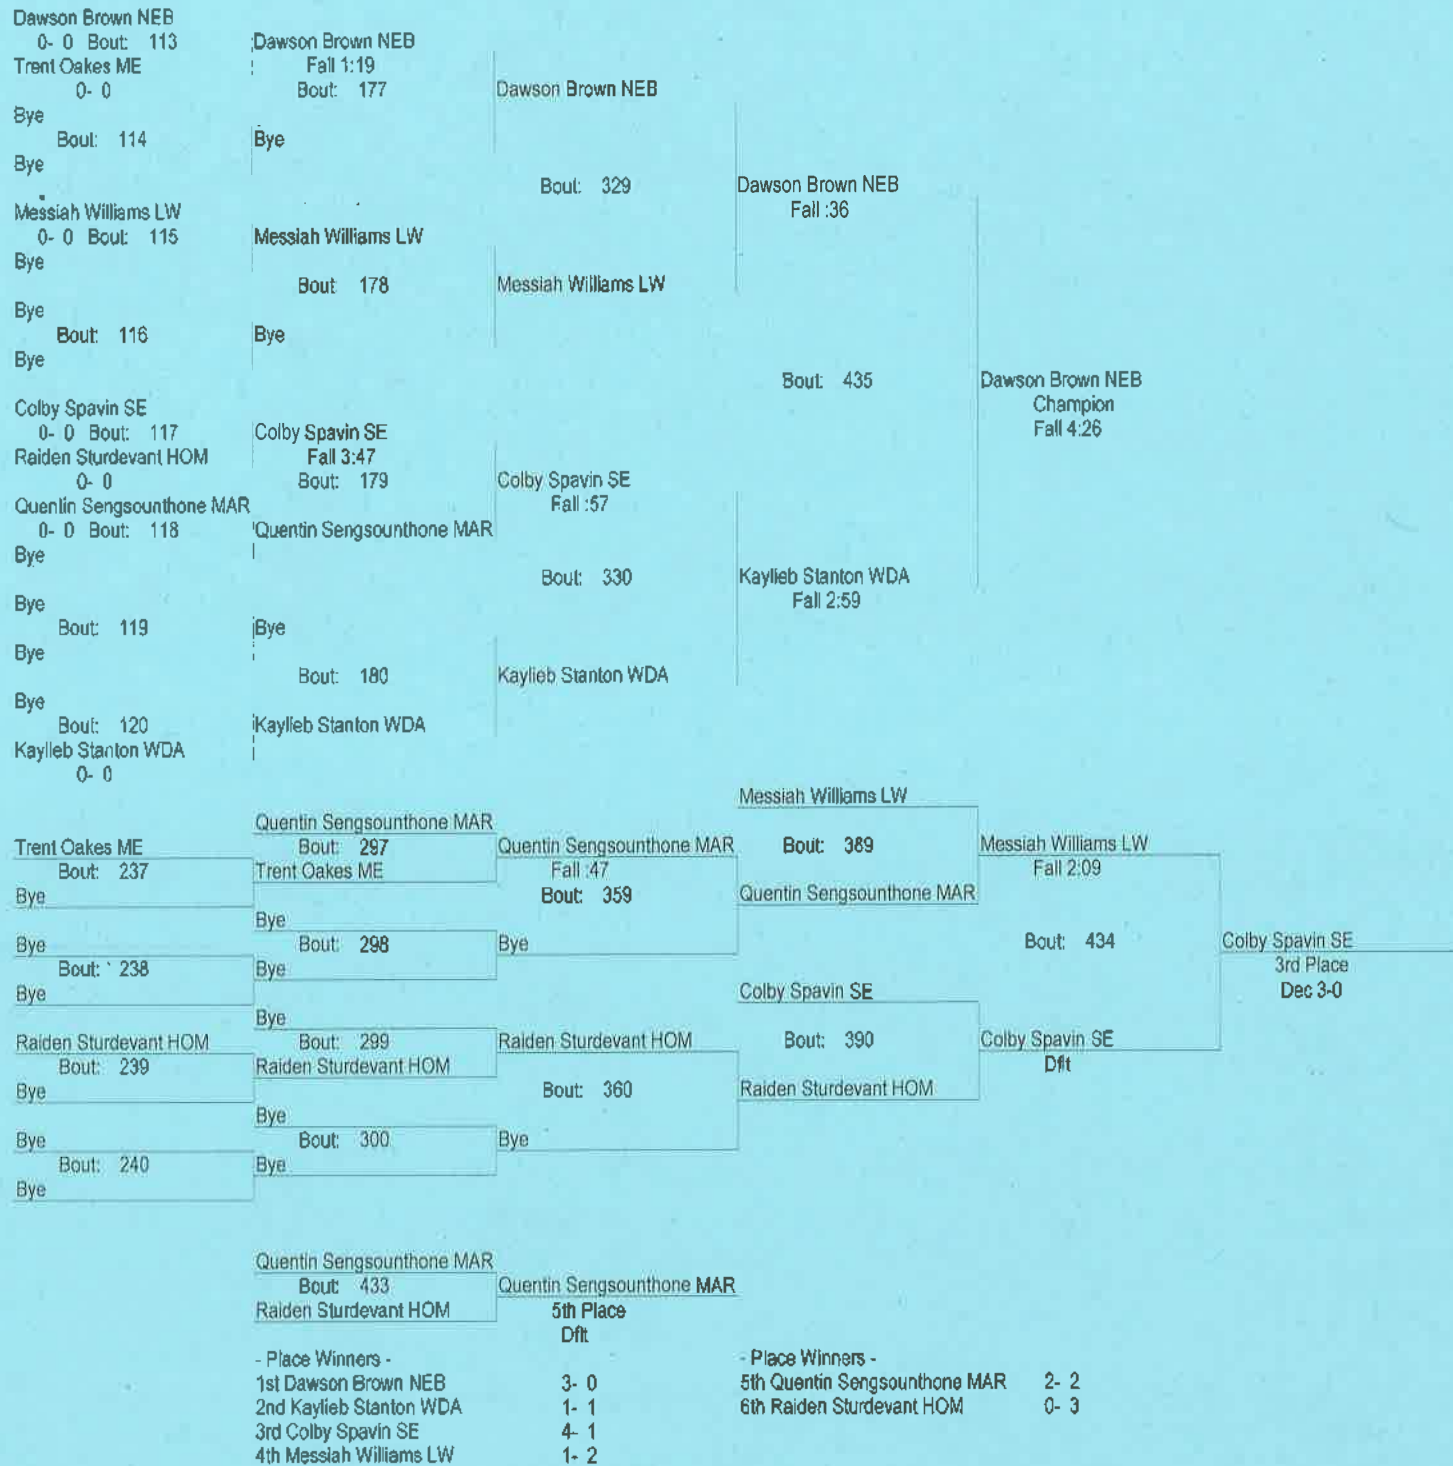 Dawson Brown NEB
0- 0 Bout: 113
Trent Oakes ME
0- 0
Bye
Bout: 114
Bye
Messiah Williams LW
0- 0 Bout: 115
Bye
Bye
Bout: 116
Bye
Colby Spavin SE
0- 0 Bout: 117
Raiden Sturdevant HOM
0- 0
Quentin Sengsounthone MAR
0- 0 Bout: 118
Bye
Bye
Bout: 119
Bye
Bye
Bout: 120
Kaylieb Stanton WDA
0- 0
Dawson Brown NEB
Fall 1:19
Bout: 177
Bye
Messiah Williams LW
Bout: 178
Bye
Colby Spavin SE
Fall 3:47
Bout: 179
Quentin Sengsounthone MAR
Bye
Bout: 180
Kaylieb Stanton WDA
Dawson Brown NEB
Bout: 329
Messiah Williams LW
Colby Spavin SE
Fall :57
Bout: 330
Kaylieb Stanton WDA
Dawson Brown NEB
Fall :36
Bout: 435
Kaylieb Stanton WDA
Fall 2:59
Dawson Brown NEB
Champion
Fall 4:26
Trent Oakes ME
Bout: 237
Bye
Bye
Bout: 238
Bye
Raiden Sturdevant HOM
Bout: 239
Bye
Bye
Bout: 240
Bye
Quentin Sengsounthone MAR
Bout: 297
Trent Oakes ME
Bye
Bout: 298
Bye
Bye
Bout: 299
Raiden Sturdevant HOM
Bye
Bout: 300
Bye
Quentin Sengsounthone MAR
Fall :47
Bout: 359
Bye
Raiden Sturdevant HOM
Bout: 360
Bye
Messiah Williams LW
Bout: 389
Quentin Sengsounthone MAR
Colby Spavin SE
Bout: 390
Raiden Sturdevant HOM
Messiah Williams LW
Fall 2:09
Bout: 434
Colby Spavin SE
Dflt
Colby Spavin SE
3rd Place
Dec 3-0
Quentin Sengsounthone MAR
Bout: 433
Raiden Sturdevant HOM
Quentin Sengsounthone MAR
5th Place
Dflt
- Place Winners -
1st Dawson Brown NEB 3- 0
2nd Kaylieb Stanton WDA 1- 1
3rd Colby Spavin SE 4- 1
4th Messiah Williams LW 1- 2
- Place Winners -
5th Quentin Sengsounthone MAR 2- 2
6th Raiden Sturdevant HOM 0- 3